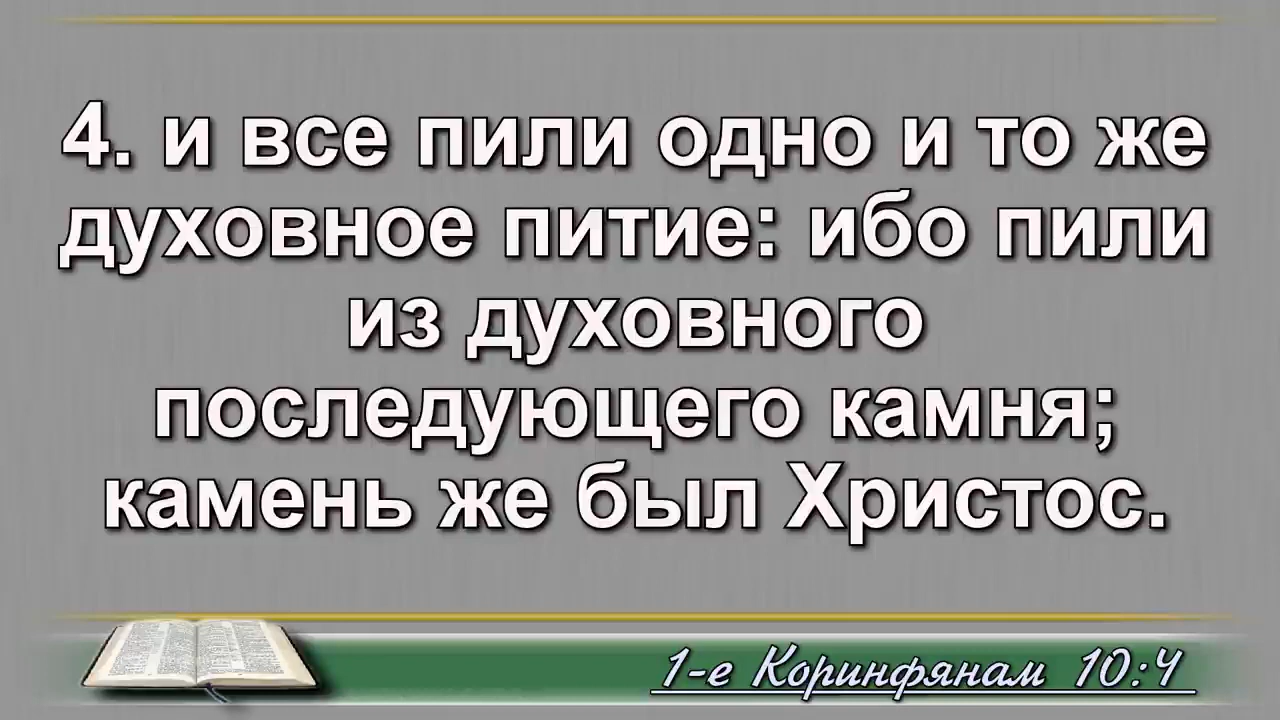 4. и все пили одно и то же
духовное питие: ибо пили
из духовного
последующего камня;
камень же был Христос.
1-е Коринфянам 10:4